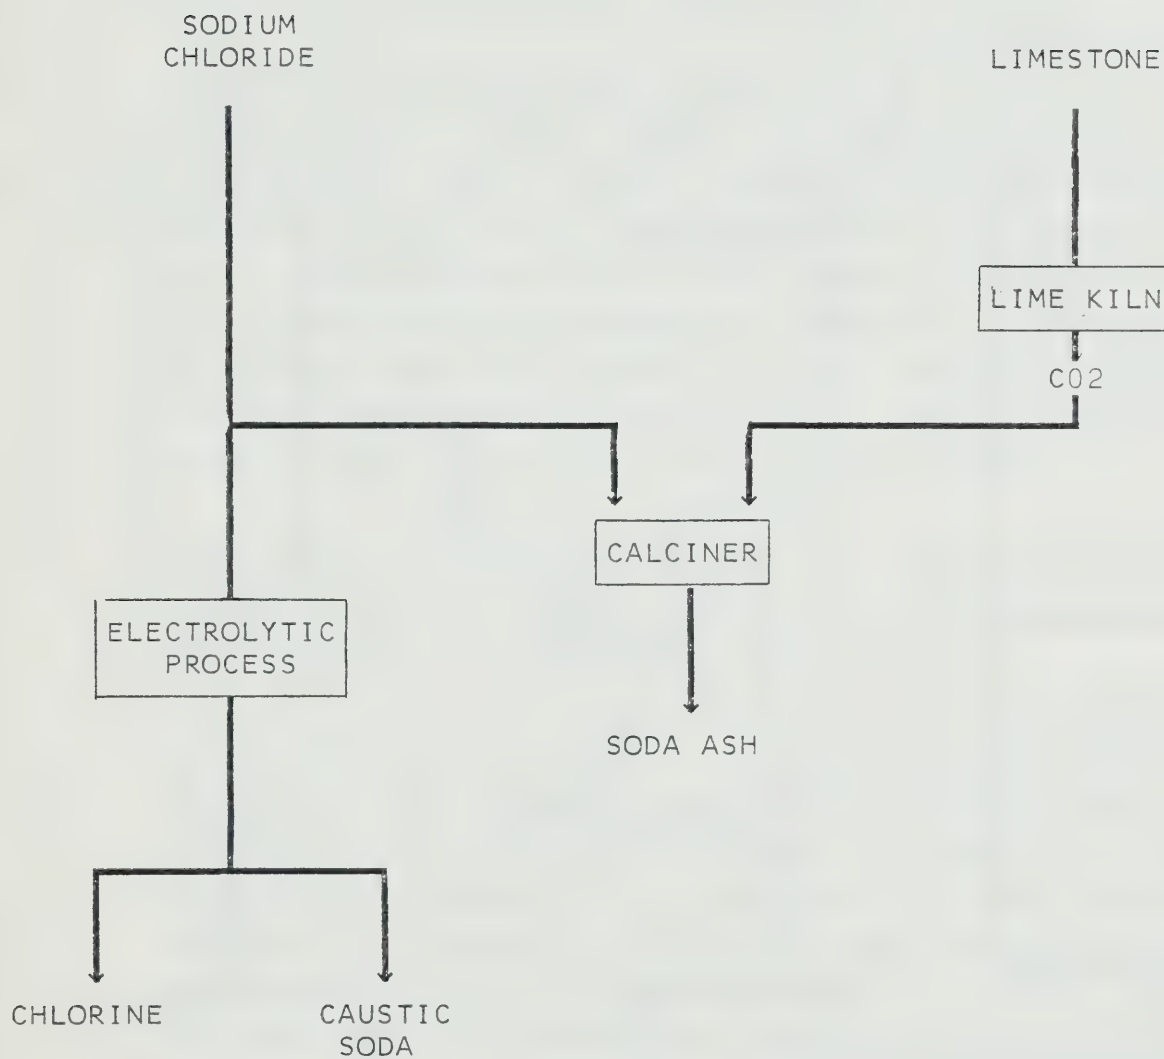 SODIUM
CHLORIDE
LIMESTONE
LIME KILN
CO2
CALCINER
ELECTROLYTIC
PROCESS
SODA ASH
CHLORINE
CAUSTIC
SODA